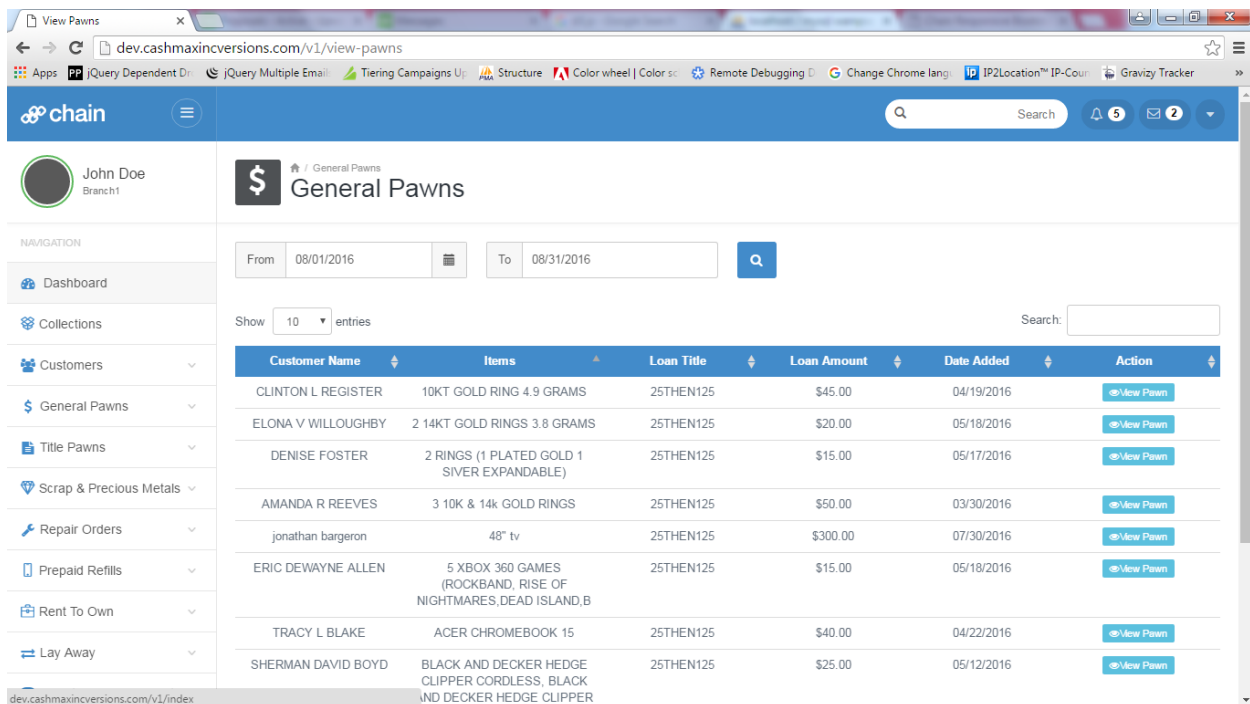 View Pawns
dev.cashmaxincversions.com/v1/view-pawns
Apps jQuery Dependent Dr jQuery Multiple Email Tiering Campaigns Up Structure Color wheel | Color sc Remote Debugging D Change Chrome lang IP2Location™ IP-Coun Gravizy Tracker »
chain Search 5 2
John Doe
Branch1
/ General Pawns
General Pawns
NAVIGATION
Dashboard
Collections
Customers
General Pawns
Title Pawns
Scrap & Precious Metals
Repair Orders
Prepaid Refills
Rent To Own
Lay Away
From 08/01/2016 To 08/31/2016
Show 10 entries Search:
Customer Name Items Loan Title Loan Amount Date Added Action
CLINTON L REGISTER 10KT GOLD RING 4.9 GRAMS 25THEN125 $45.00 04/19/2016 View Pawn
ELONA V WILLOUGHBY 2 14KT GOLD RINGS 3.8 GRAMS 25THEN125 $20.00 05/18/2016 View Pawn
DENISE FOSTER 2 RINGS (1 PLATED GOLD 1 25THEN125 $15.00 05/17/2016 View Pawn
SIVER EXPANDABLE)
AMANDA R REEVES 3 10K & 14k GOLD RINGS 25THEN125 $50.00 03/30/2016 View Pawn
jonathan bargeron 48" tv 25THEN125 $300.00 07/30/2016 View Pawn
ERIC DEWAYNE ALLEN 5 XBOX 360 GAMES 25THEN125 $15.00 05/18/2016 View Pawn
(ROCKBAND, RISE OF
NIGHTMARES,DEAD ISLAND,B
TRACY L BLAKE ACER CHROMEBOOK 15 25THEN125 $40.00 04/22/2016 View Pawn
SHERMAN DAVID BOYD BLACK AND DECKER HEDGE 25THEN125 $25.00 05/12/2016 View Pawn
CLIPPER CORDLESS, BLACK
AND DECKER HEDGE CLIPPER
dev.cashmaxincversions.com/v1/index